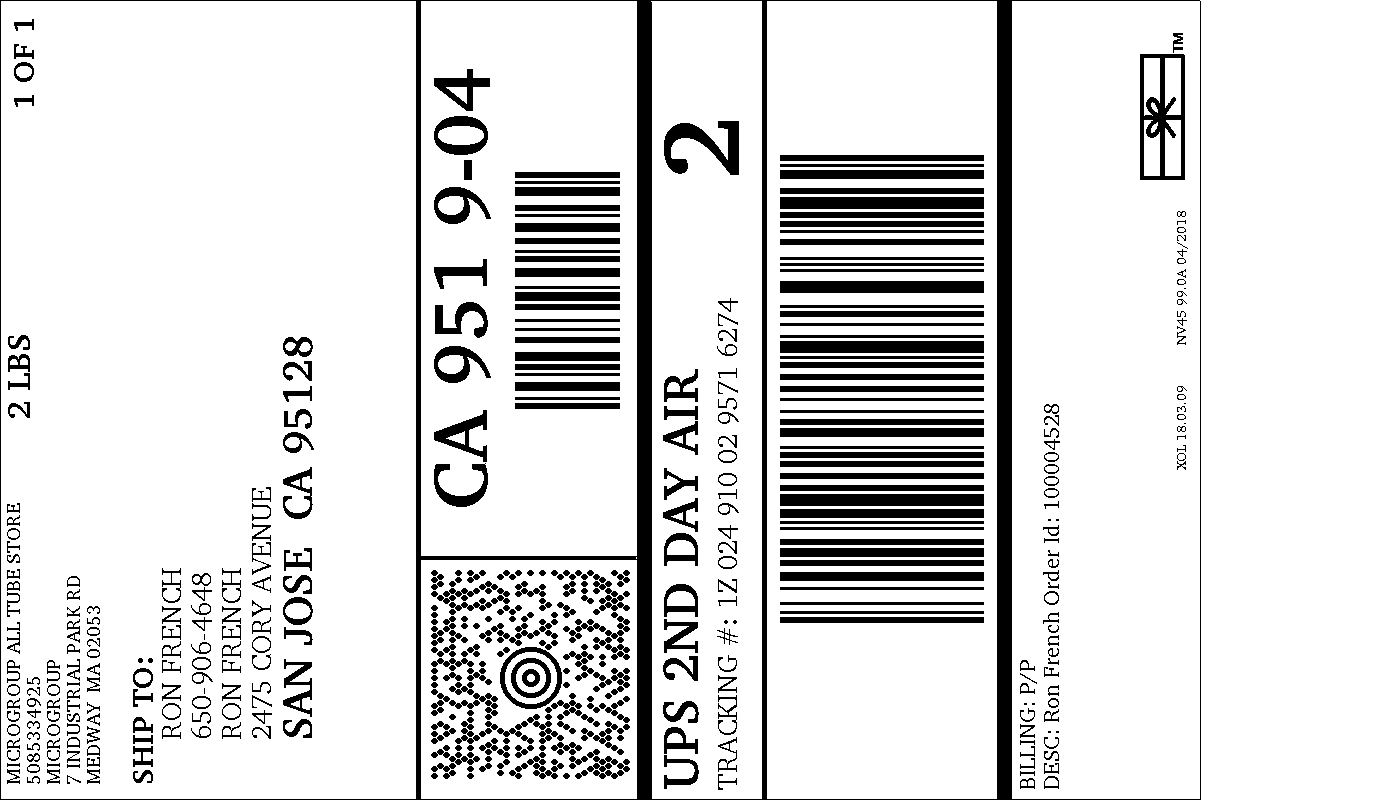 MICROGROUP ALL TUBE STORE
5085334925
MICROGROUP
7 INDUSTRIAL PARK RD
MEDWAY MA 02053
2 LBS
1 OF 1
SHIP TO:
RON FRENCH
650-906-4648
RON FRENCH
2475 CORY AVENUE
SAN JOSE CA 95128
CA 951 9-04
UPS 2ND DAY AIR
2
TRACKING #: 1Z 024 910 02 9571 6274
BILLING: P/P
DESC: Ron French Order Id: 100004528
XOL 18.03.09
NV45 99.0A 04/2018
TM